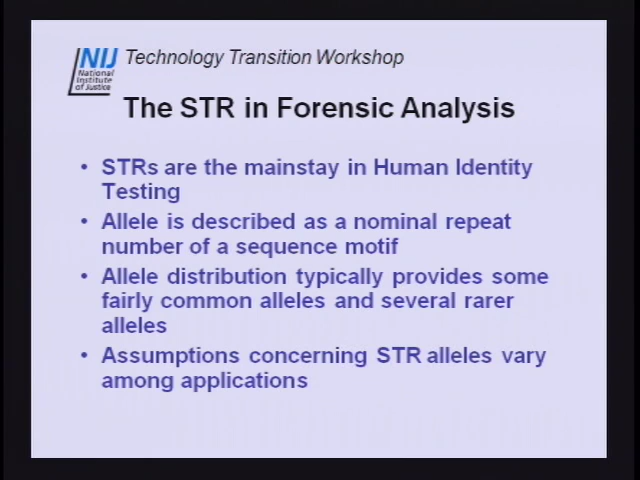 NIJ
National
Institute
of Justice
Technology Transition Workshop
The STR in Forensic Analysis
• STRs are the mainstay in Human Identity
Testing
• Allele is described as a nominal repeat
number of a sequence motif
• Allele distribution typically provides some
fairly common alleles and several rarer
alleles
• Assumptions concerning STR alleles vary
among applications